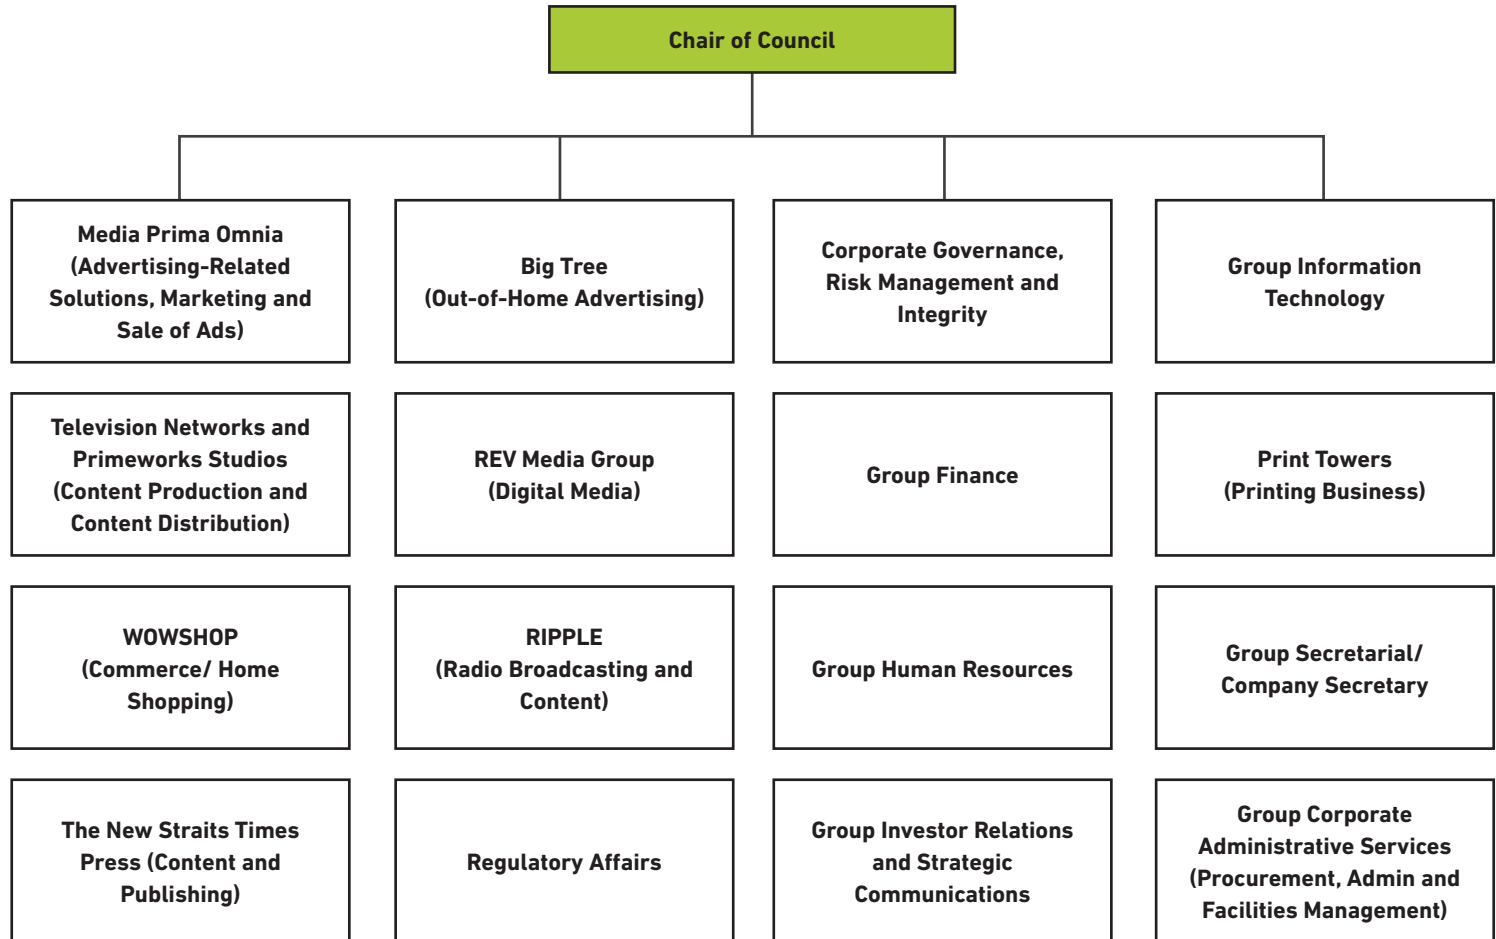 Chair of Council
Media Prima Omnia
(Advertising-Related
Solutions, Marketing and
Sale of Ads)
Big Tree
(Out-of-Home Advertising)
Corporate Governance,
Risk Management and
Integrity
Group Information
Technology
Television Networks and
Primeworks Studios
(Content Production and
Content Distribution)
REV Media Group
(Digital Media)
Group Finance
Print Towers
(Printing Business)
WOWSHOP
(Commerce/ Home
Shopping)
RIPPLE
(Radio Broadcasting and
Content)
Group Human Resources
Group Secretarial/
Company Secretary
The New Straits Times
Press (Content and
Publishing)
Regulatory Affairs
Group Investor Relations
and Strategic
Communications
Group Corporate
Administrative Services
(Procurement, Admin and
Facilities Management)